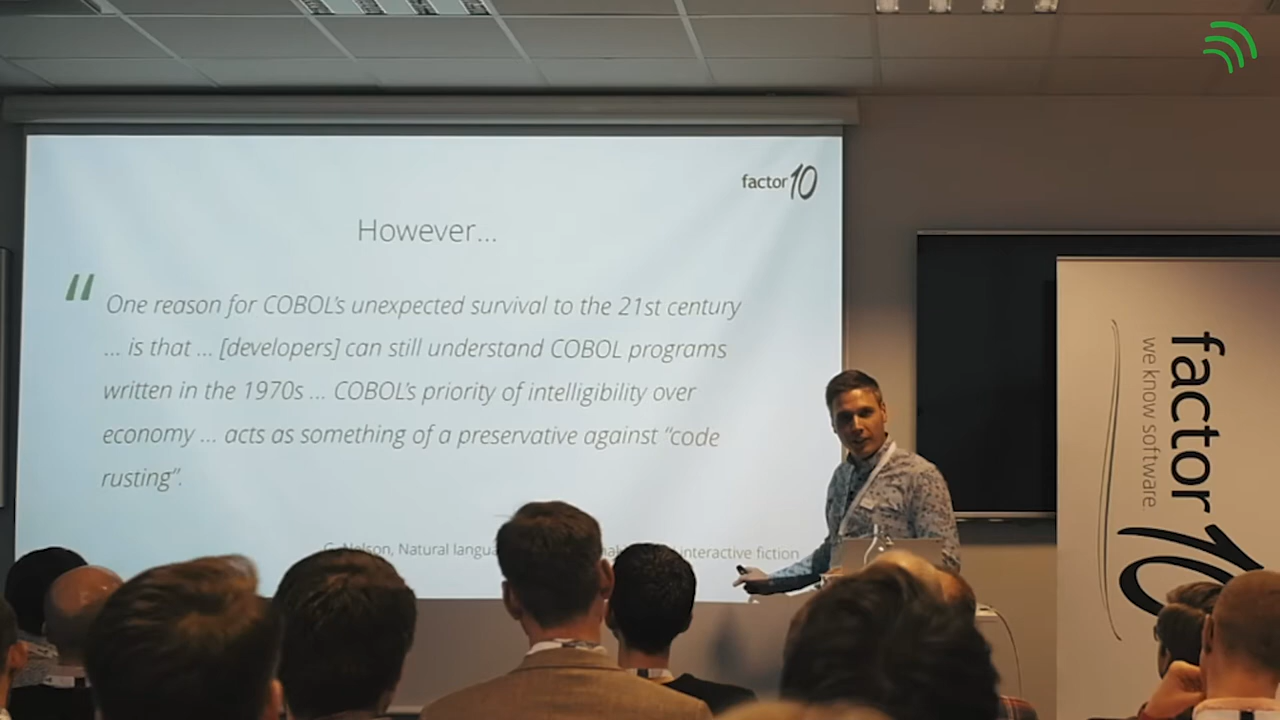 factor10
However...
“
One reason for COBOL's unexpected survival to the 21st century
... is that ... [developers] can still understand COBOL programs
written in the 1970s ... COBOL's priority of intelligibility over
economy ... acts as something of a preservative against “code
rusting”.
G. Nelson, Natural interactive fiction
factor10
we know software.